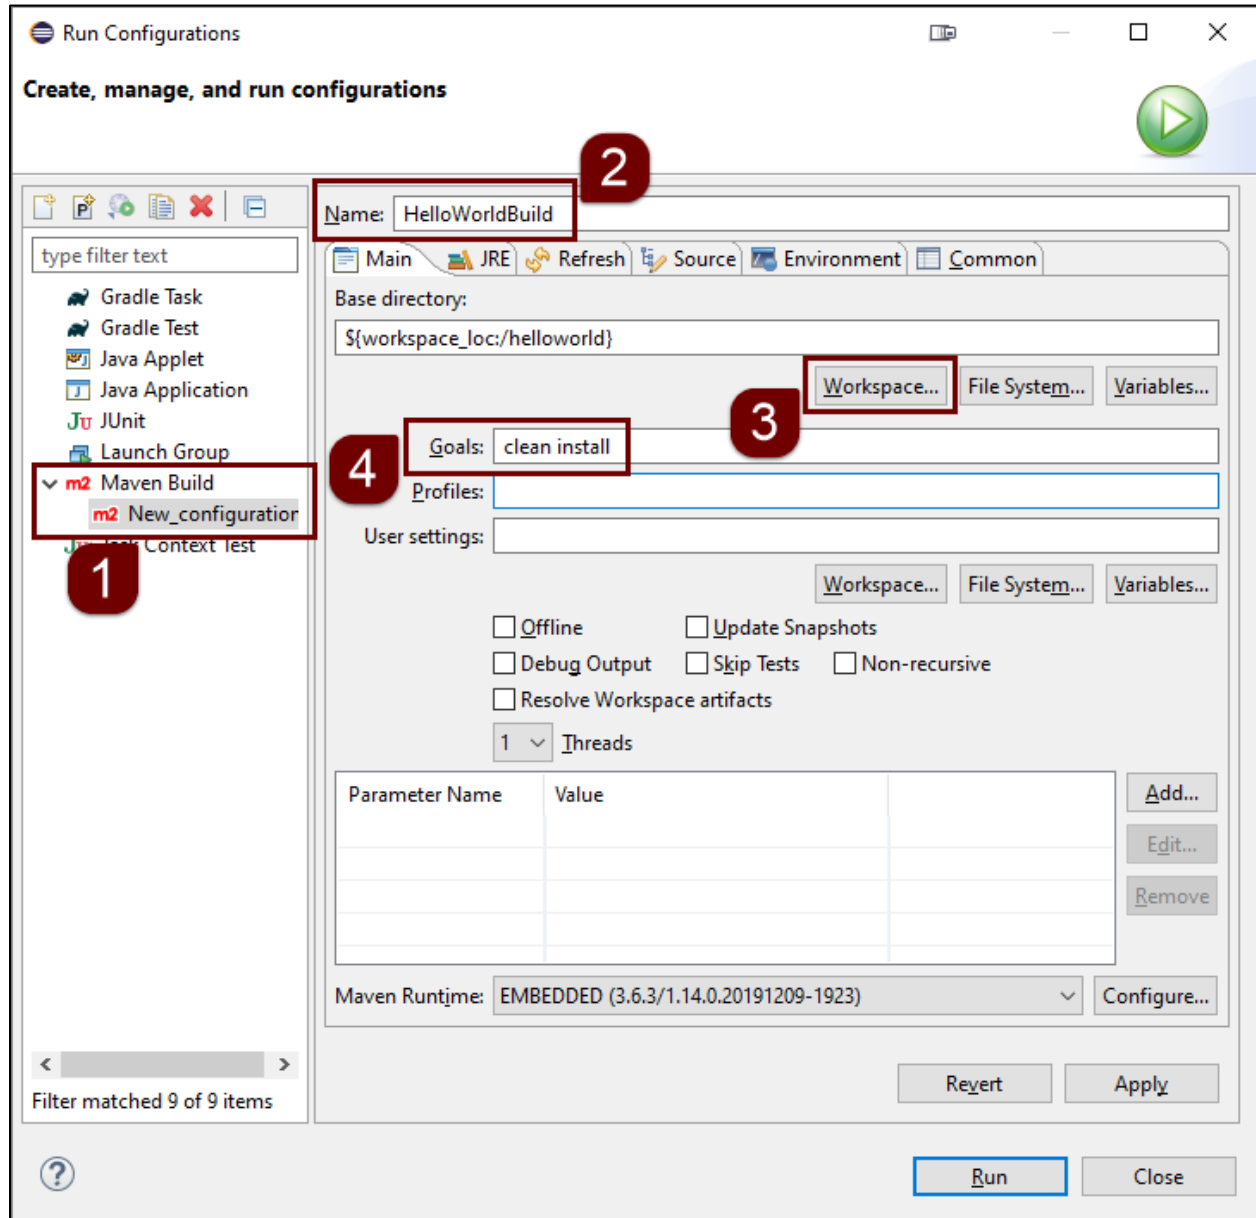 Run Configurations
Create, manage, and run configurations
2
Name: HelloWorldBuild
type filter text
Gradle Task
Gradle Test
Java Applet
Java Application
JUnit
Launch Group
m2 Maven Build
m2 New_configuration
Task Context Test
1
Main JRE Refresh Source Environment Common
Base directory:
${workspace_loc:/helloworld}
Workspace... File System... Variables...
3
4
Goals: clean install
Profiles:
User settings:
Workspace... File System... Variables...
Offline Update Snapshots
Debug Output Skip Tests Non-recursive
Resolve Workspace artifacts
1 Threads
Parameter Name Value
Add...
Edit...
Remove
Maven Runtime: EMBEDDED (3.6.3/1.14.0.20191209-1923) Configure...
Filter matched 9 of 9 items
Revert Apply
? Run Close